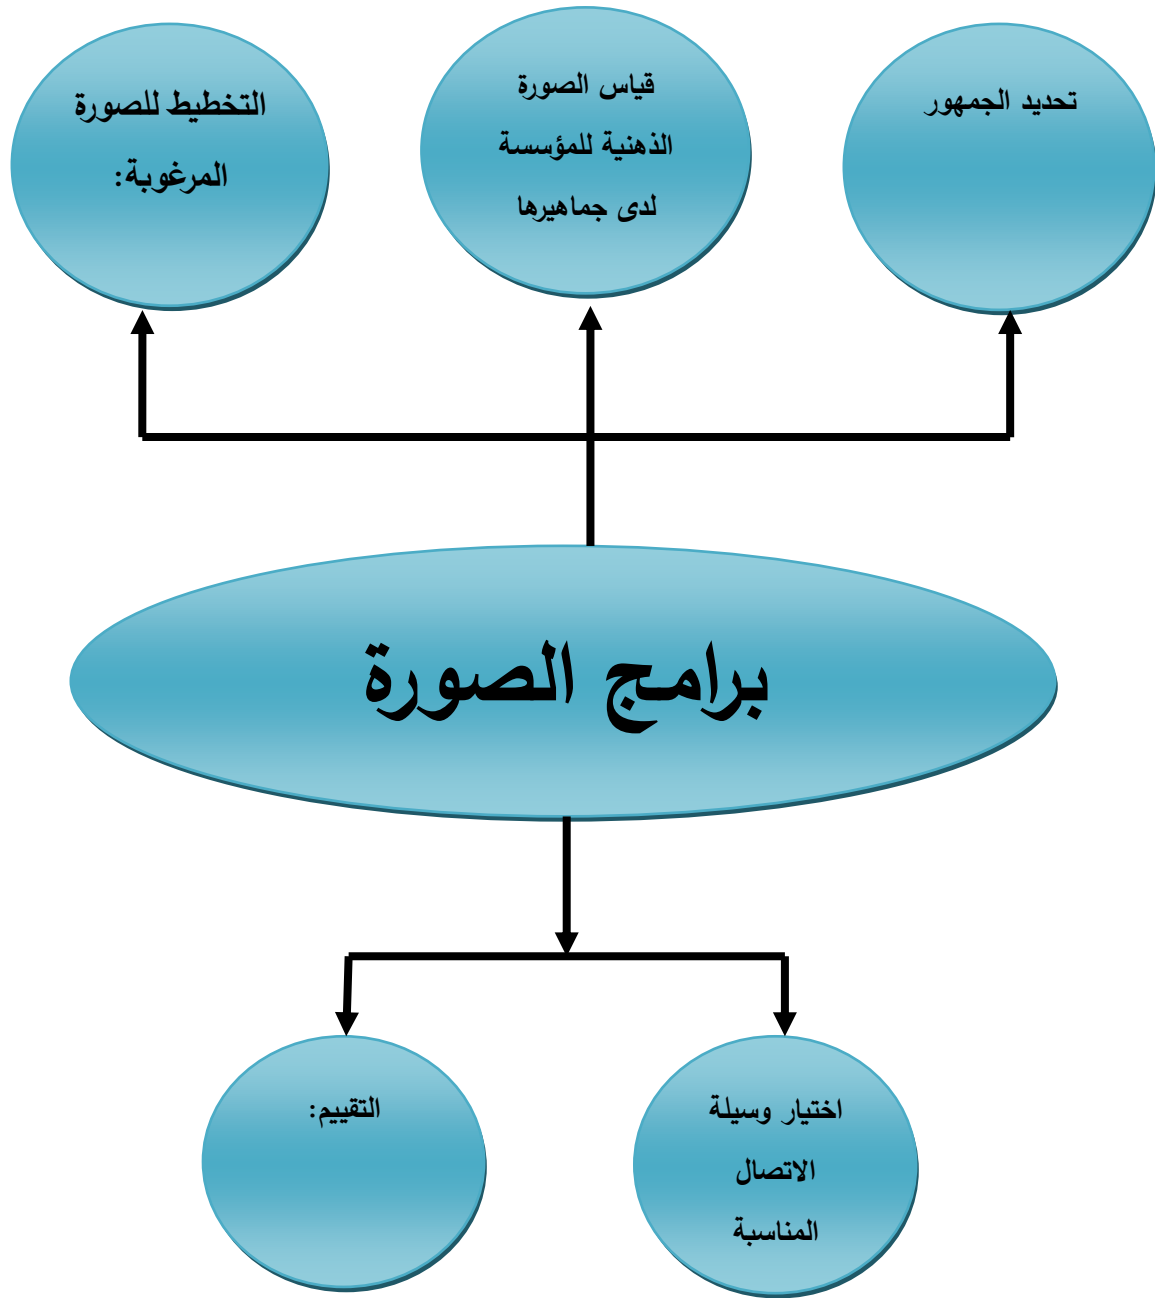 تحديد الجمهور
قياس الصورة
الذهنية للمؤسسة
لدى جماهيرها
التخطيط للصورة
المرغوبة:
برامج الصورة
اختيار وسيلة
الاتصال
المناسبة
التقييم: